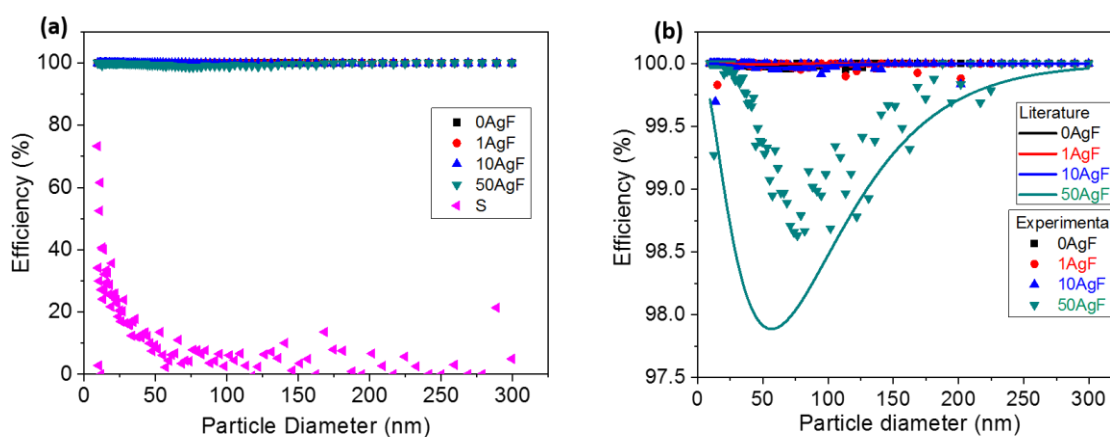 (a)
100
80
60
40
20
0
Efficiency (%)
0AgF
1AgF
10AgF
50AgF
S
0 50 100 150 200 250 300
Particle Diameter (nm)
(b)
100.0
99.5
99.0
98.5
98.0
97.5
Efficiency (%)
Literature
0AgF
1AgF
10AgF
50AgF
Experimenta
0AgF
1AgF
10AgF
50AgF
0 50 100 150 200 250 300
Particle diameter (nm)